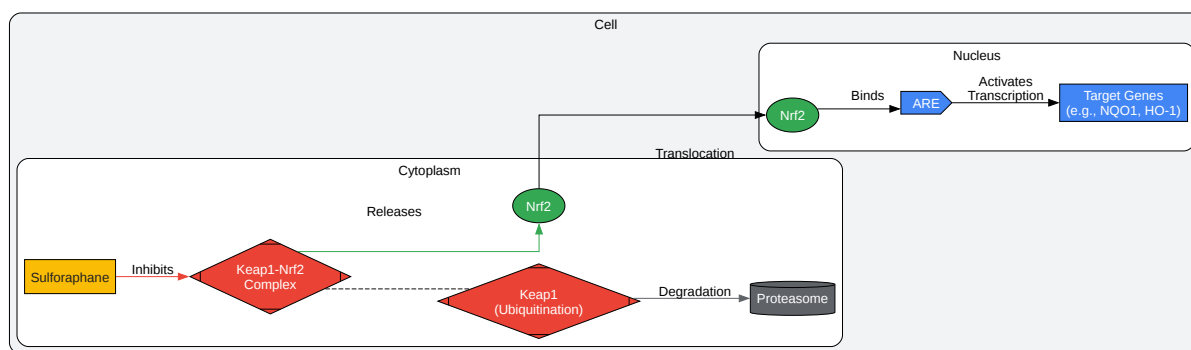 Cell
Nucleus
Activates
Transcription
Binds
Nrf2
ARE
Target Genes
(e.g., NQO1, HO-1)
Translocation
Cytoplasm
Nrf2
Releases
Sulforaphane
Inhibits
Keap1-Nrf2
Complex
Keap1
(Ubiquitination)
Degradation
Proteasome